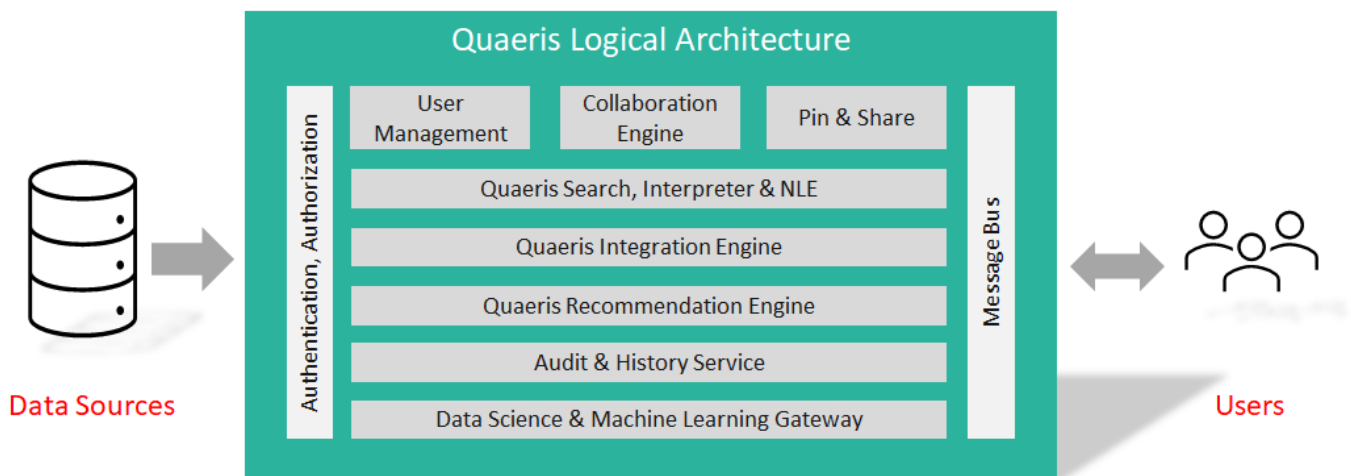 Quaeris Logical Architecture
Authentication, Authorization
User
Management
Collaboration
Engine
Pin & Share
Quaeris Search, Interpreter & NLE
Quaeris Integration Engine
Quaeris Recommendation Engine
Audit & History Service
Data Science & Machine Learning Gateway
Message Bus
Data Sources
Users